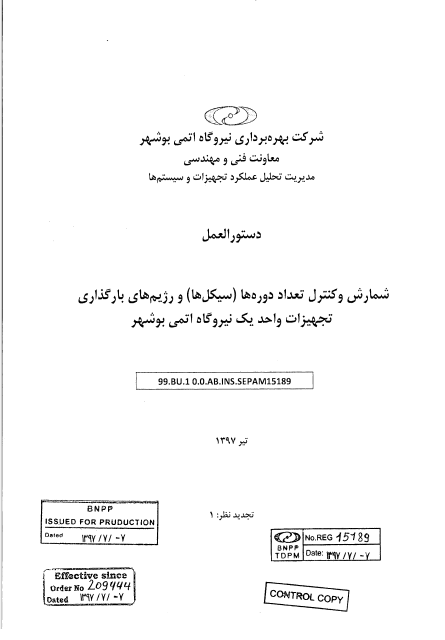 شرکت بهره‌برداری نیروگاه اتمی بوشهر
معاونت فنی و مهندسی
مدیریت تحلیل عملکرد تجهیزات و سیستم‌ها
دستورالعمل
شمارش وکنترل تعداد دوره‌ها (سیکل‌ها) و رژیم‌های بارگذاری
تجهیزات واحد یک نیروگاه اتمی بوشهر
99.BU.1 0.0.AB.INS.SEPAM15189
تیر ۱۳۹۷
تجدید نظر: ۱
BNPP
ISSUED FOR PRUDUCTION
Dated ۱۳۹۷/۷/-۷
No.REG 15189
BNPP
TDPM
Date: ۱۳۹۷/۷/-۷
Effective since
Order No 209444
Dated ۱۳۹۷/۷/-۷
CONTROL COPY